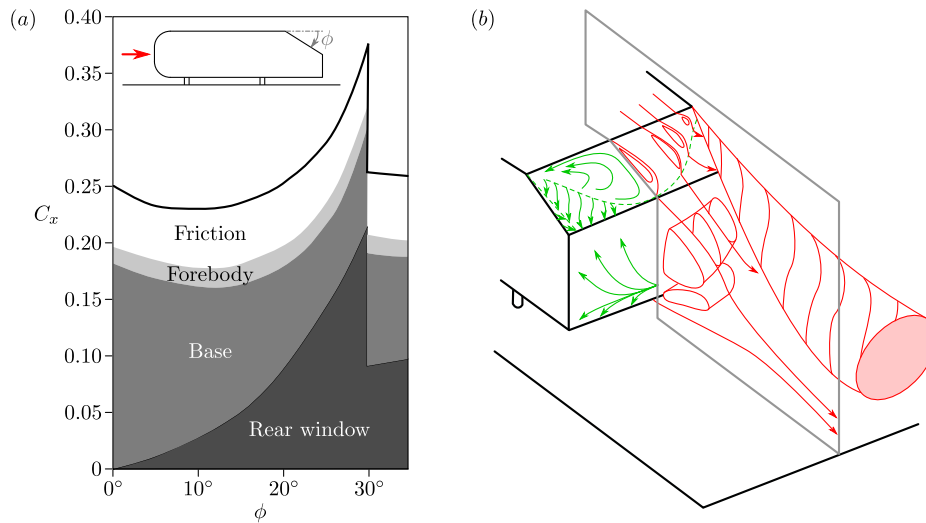 (a)
0.40
0.35
0.30
0.25
0.20
0.15
0.10
0.05
0
C_x
ϕ
Friction
Forebody
Base
Rear window
0° 10° 20° 30°
ϕ
(b)